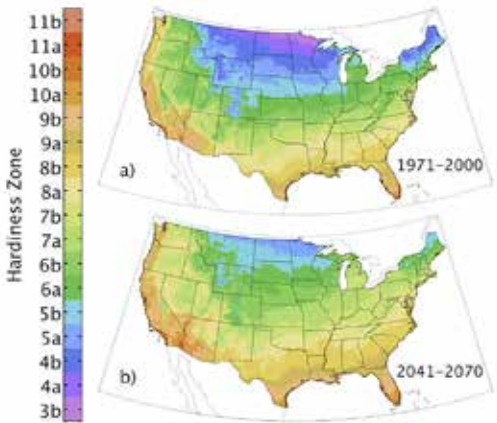 Hardiness Zone
11b
11a
10b
10a
9b
9a
8b
8a
7b
7a
6b
6a
5b
5a
4b
4a
3b
a)
1971-2000
b)
2041-2070